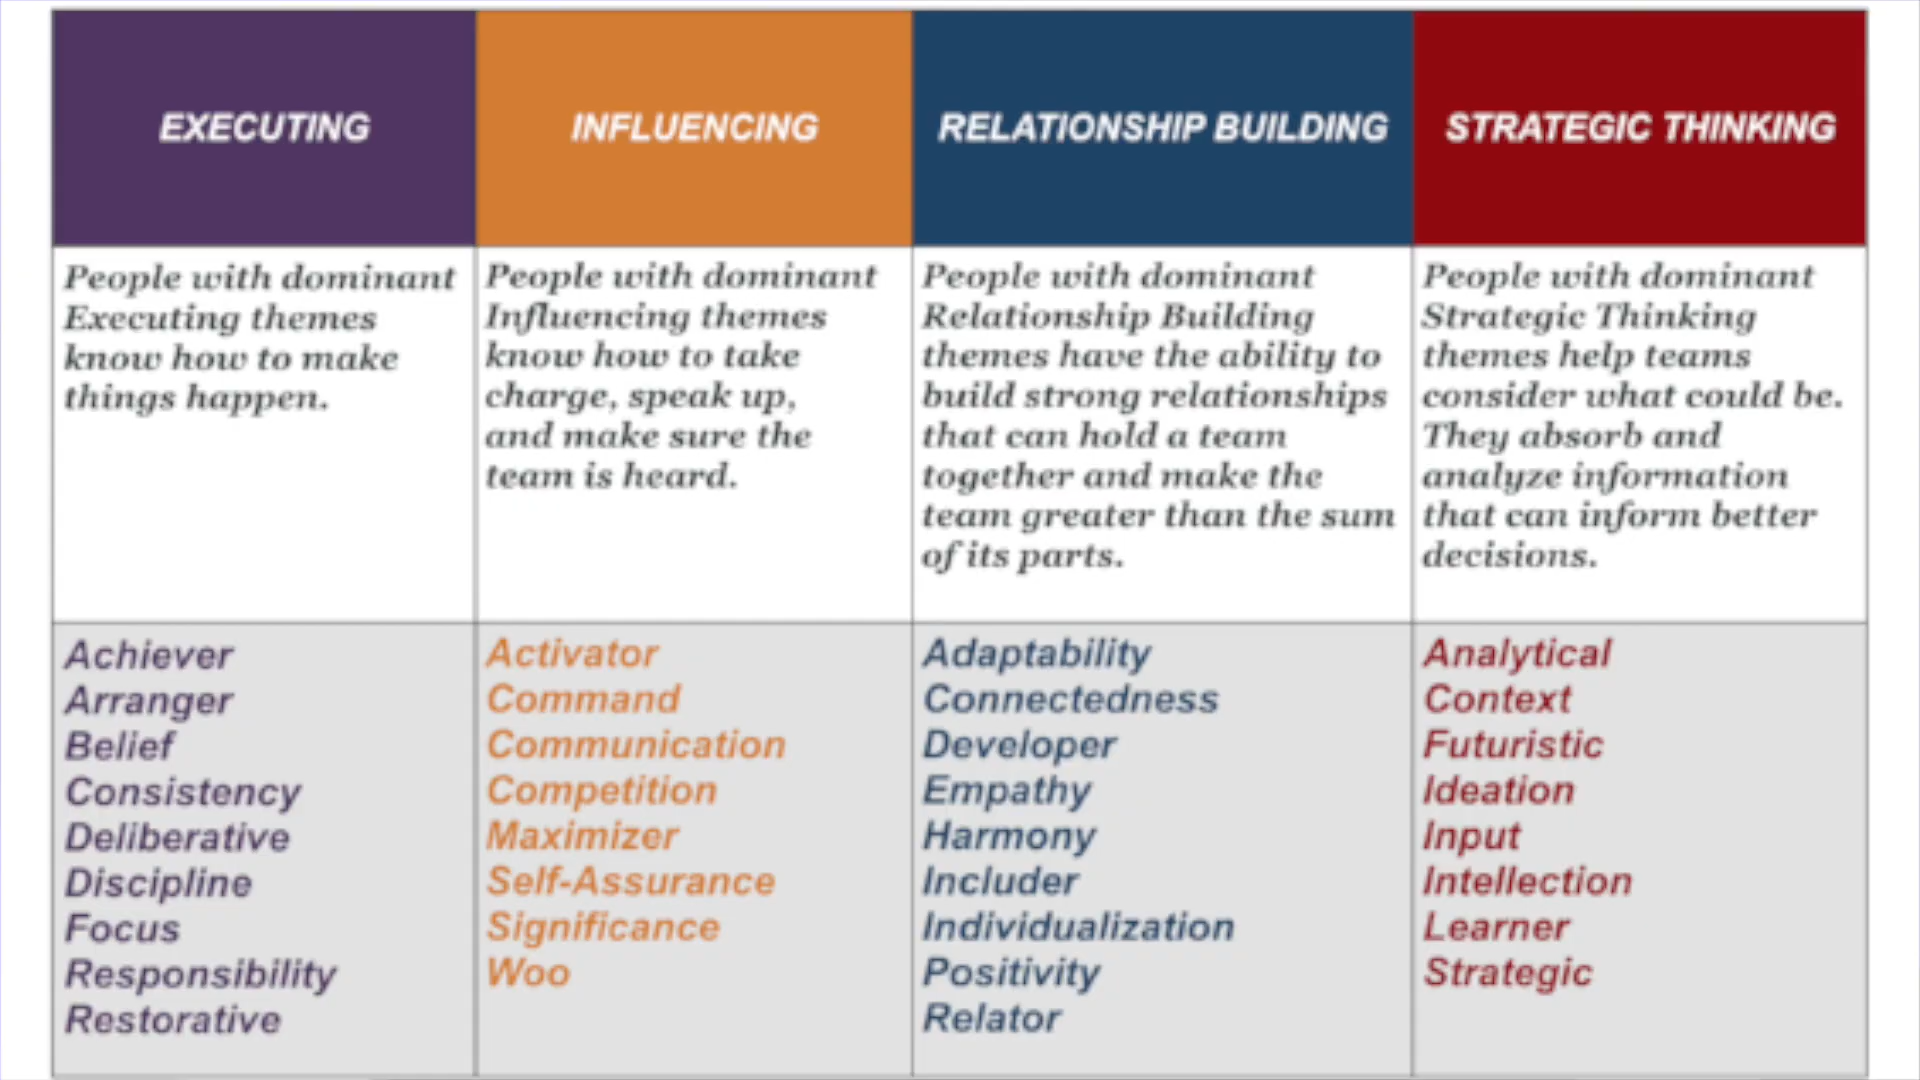 EXECUTING
INFLUENCING
RELATIONSHIP BUILDING
STRATEGIC THINKING
People with dominant
Executing themes
know how to make
things happen.
People with dominant
Influencing themes
know how to take
charge, speak up,
and make sure the
team is heard.
People with dominant
Relationship Building
themes have the ability to
build strong relationships
that can hold a team
together and make the
team greater than the sum
of its parts.
People with dominant
Strategic Thinking
themes help teams
consider what could be.
They absorb and
analyze information
that can inform better
decisions.
Achiever
Arranger
Belief
Consistency
Deliberative
Discipline
Focus
Responsibility
Restorative
Activator
Command
Communication
Competition
Maximizer
Self-Assurance
Significance
Woo
Adaptability
Connectedness
Developer
Empathy
Harmony
Includer
Individualization
Positivity
Relator
Analytical
Context
Futuristic
Ideation
Input
Intellection
Learner
Strategic